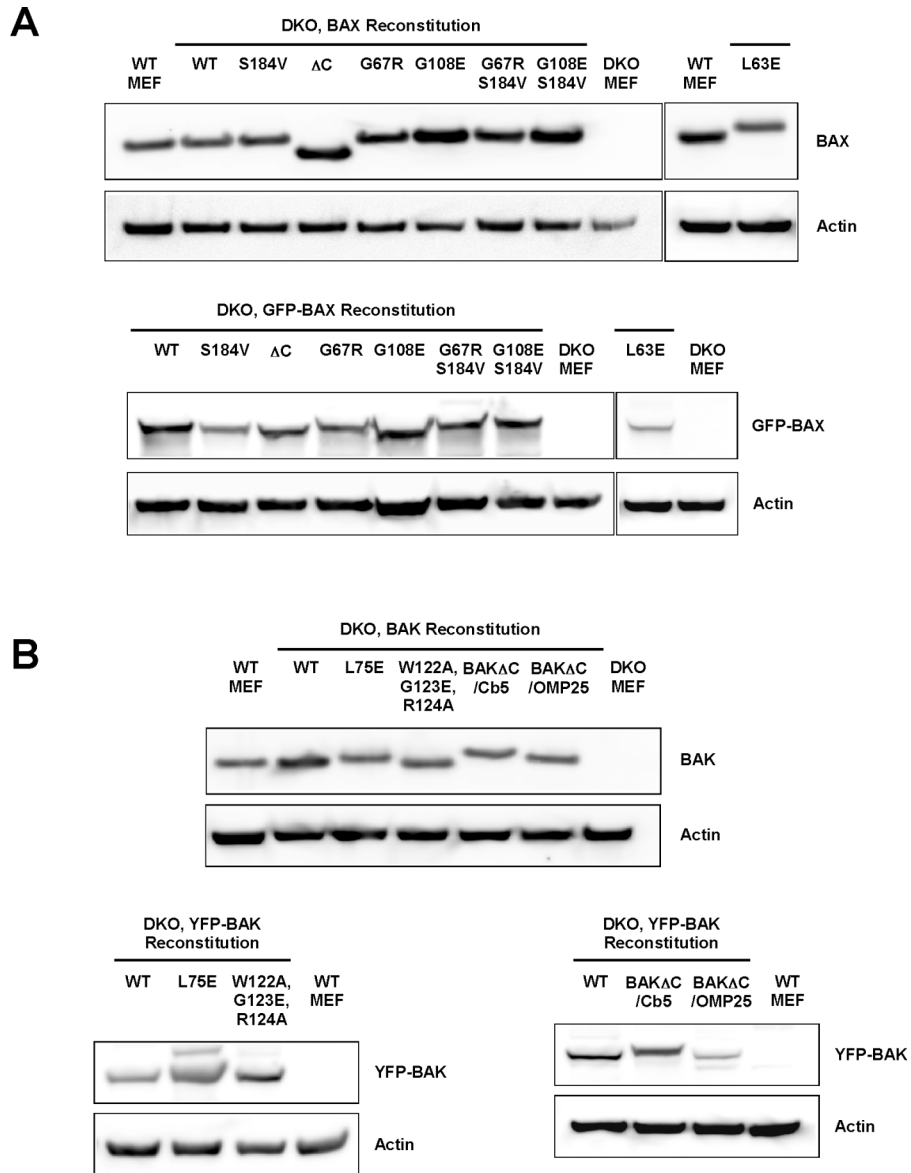 A
DKO, BAX Reconstitution
WT MEF
WT
S184V
ΔC
G67R
G108E
G67R S184V
G108E S184V
DKO MEF
WT MEF
L63E
BAX
Actin
DKO, GFP-BAX Reconstitution
WT
S184V
ΔC
G67R
G108E
G67R S184V
G108E S184V
DKO MEF
L63E
DKO MEF
GFP-BAX
Actin
B
DKO, BAK Reconstitution
WT MEF
WT
L75E
W122A, G123E, R124A
BAKΔC /Cb5
BAKΔC /OMP25
DKO MEF
BAK
Actin
DKO, YFP-BAK
Reconstitution
WT
L75E
W122A, G123E, R124A
WT MEF
YFP-BAK
Actin
DKO, YFP-BAK
Reconstitution
WT
BAKΔC /Cb5
BAKΔC /OMP25
WT MEF
YFP-BAK
Actin